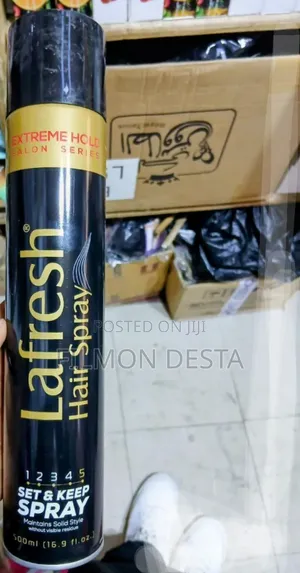 EXTREME HOLD
SALON SERIES
Lafresh®
Hair Spray
1 2 3 4 5
SET & KEEP
SPRAY
Maintains Solid Style
without visible residue
500ml (16.9 fl.oz.)
POSTED ON JIJI
FILMON DESTA